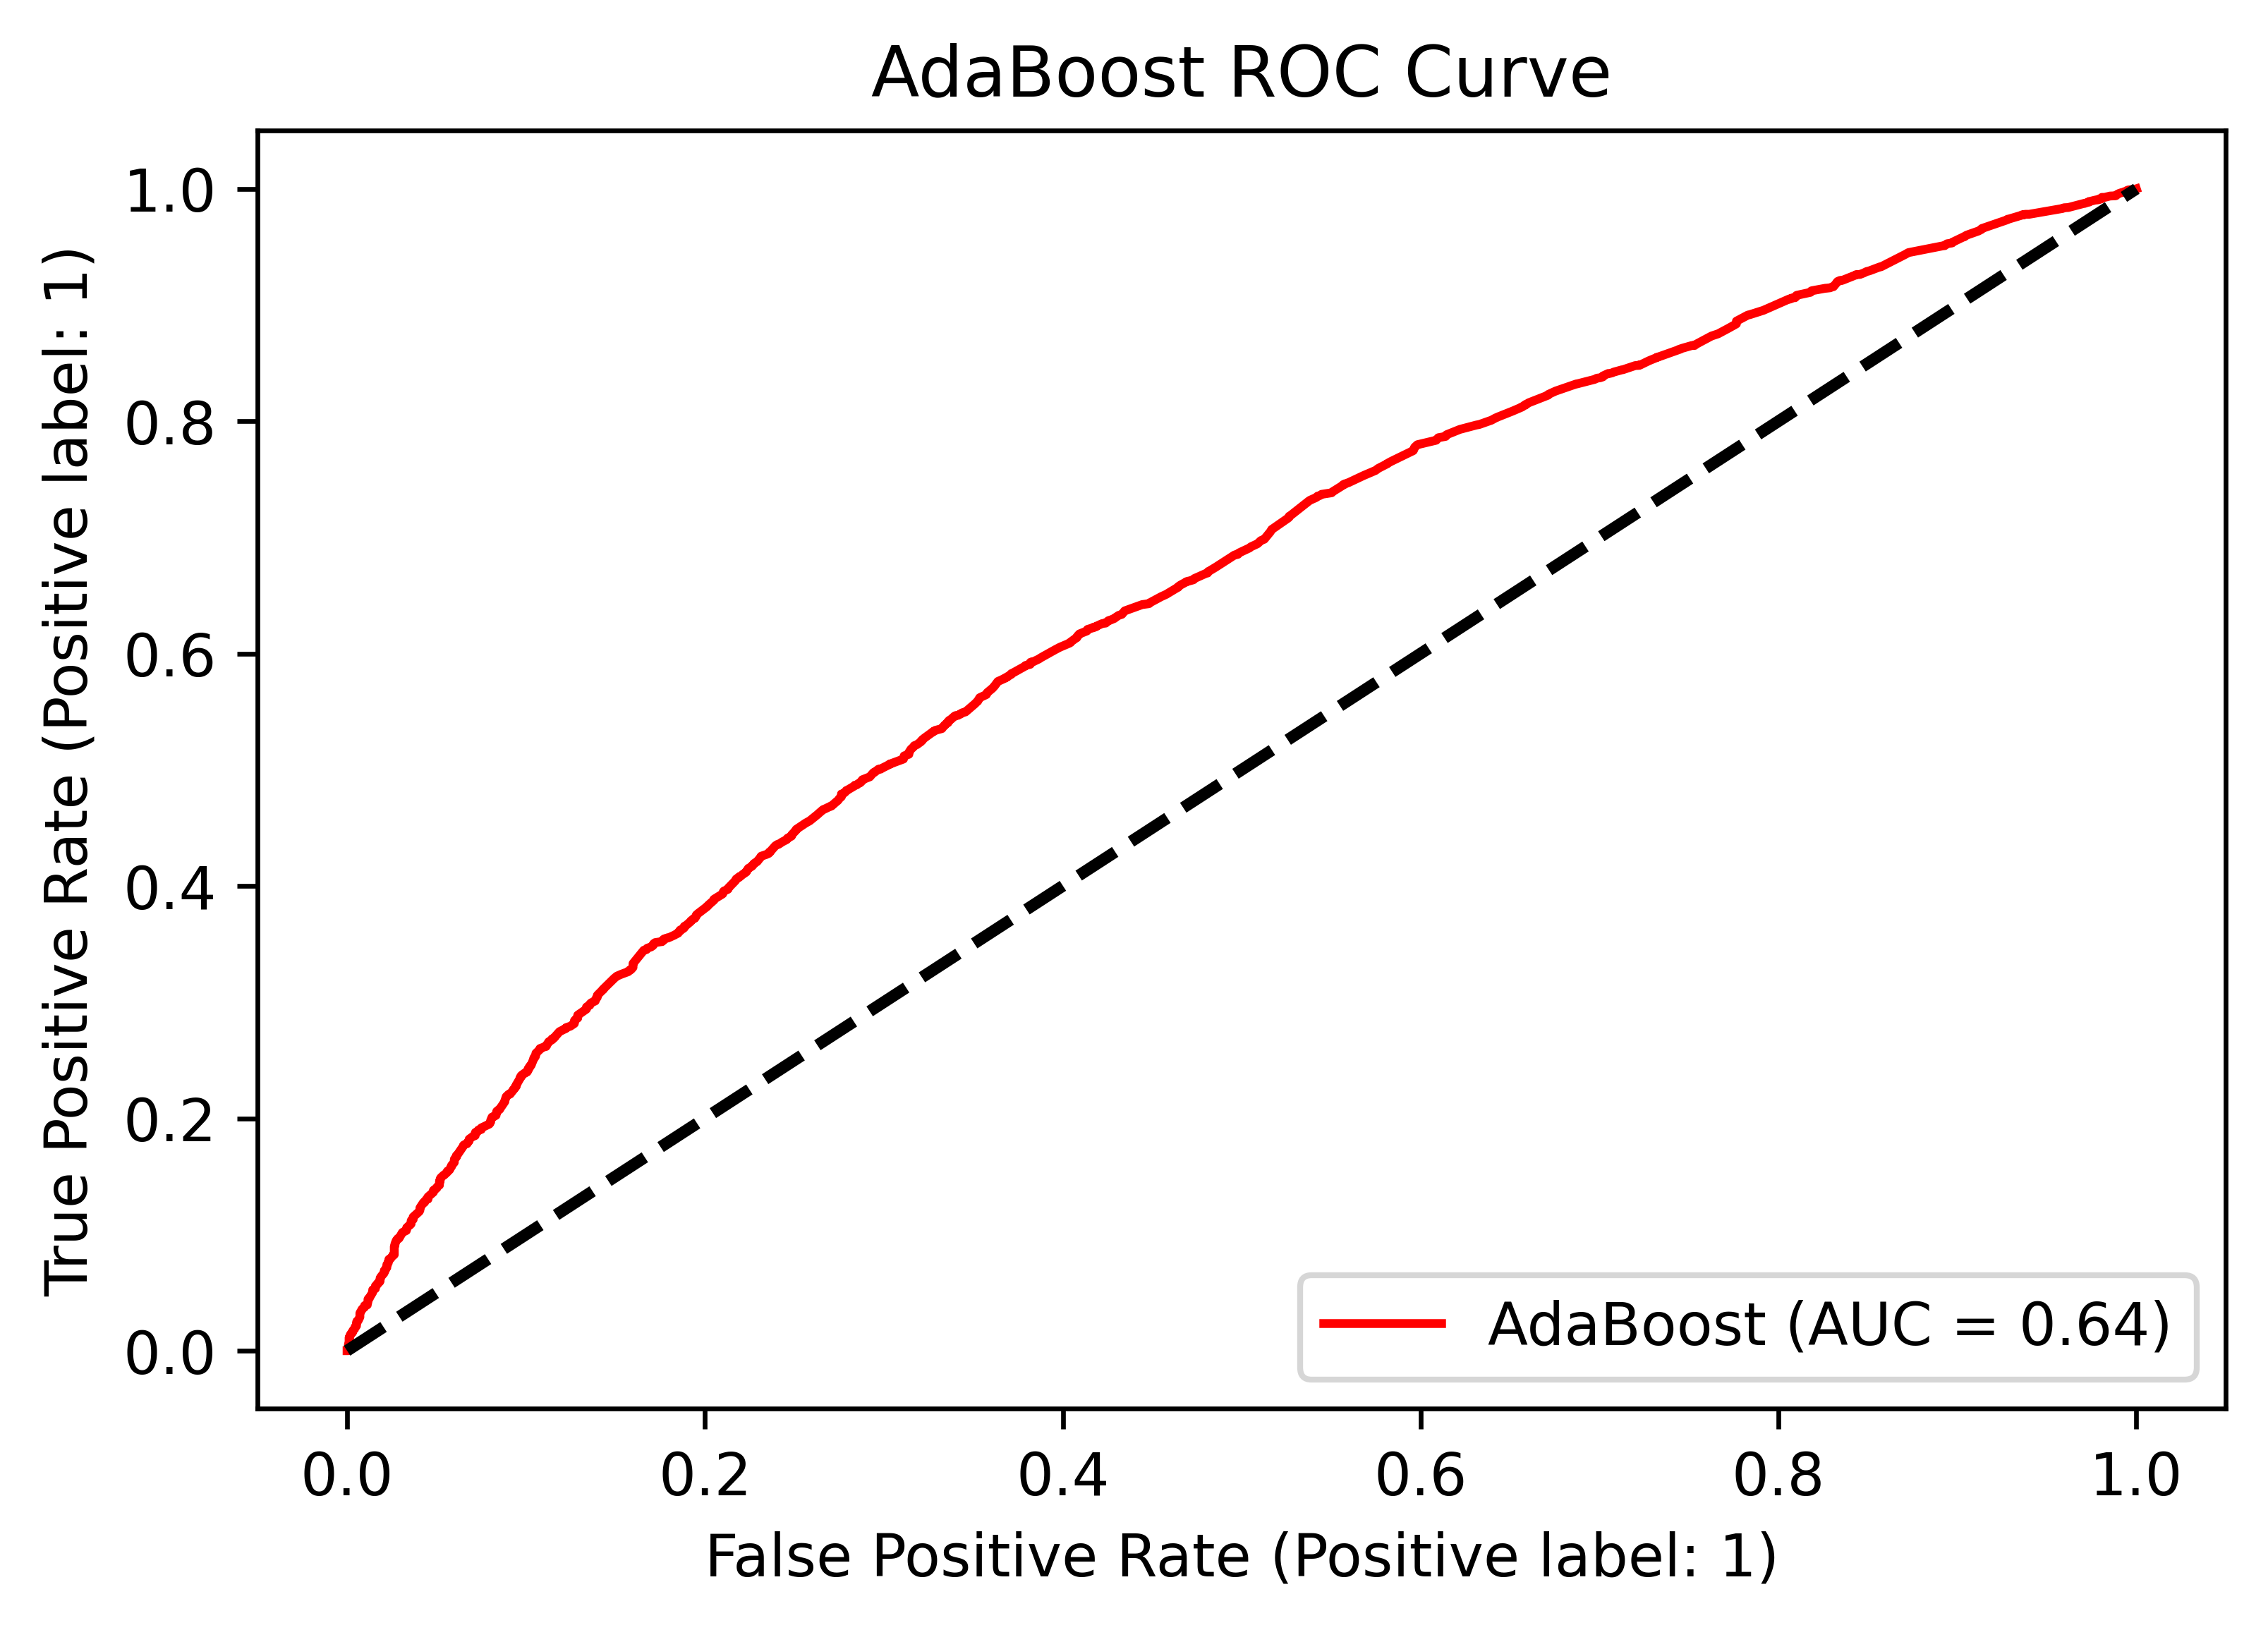 AdaBoost ROC Curve
True Positive Rate (Positive label: 1)
1.0
0.8
0.6
0.4
0.2
0.0
AdaBoost (AUC = 0.64)
0.0 0.2 0.4 0.6 0.8 1.0
False Positive Rate (Positive label: 1)